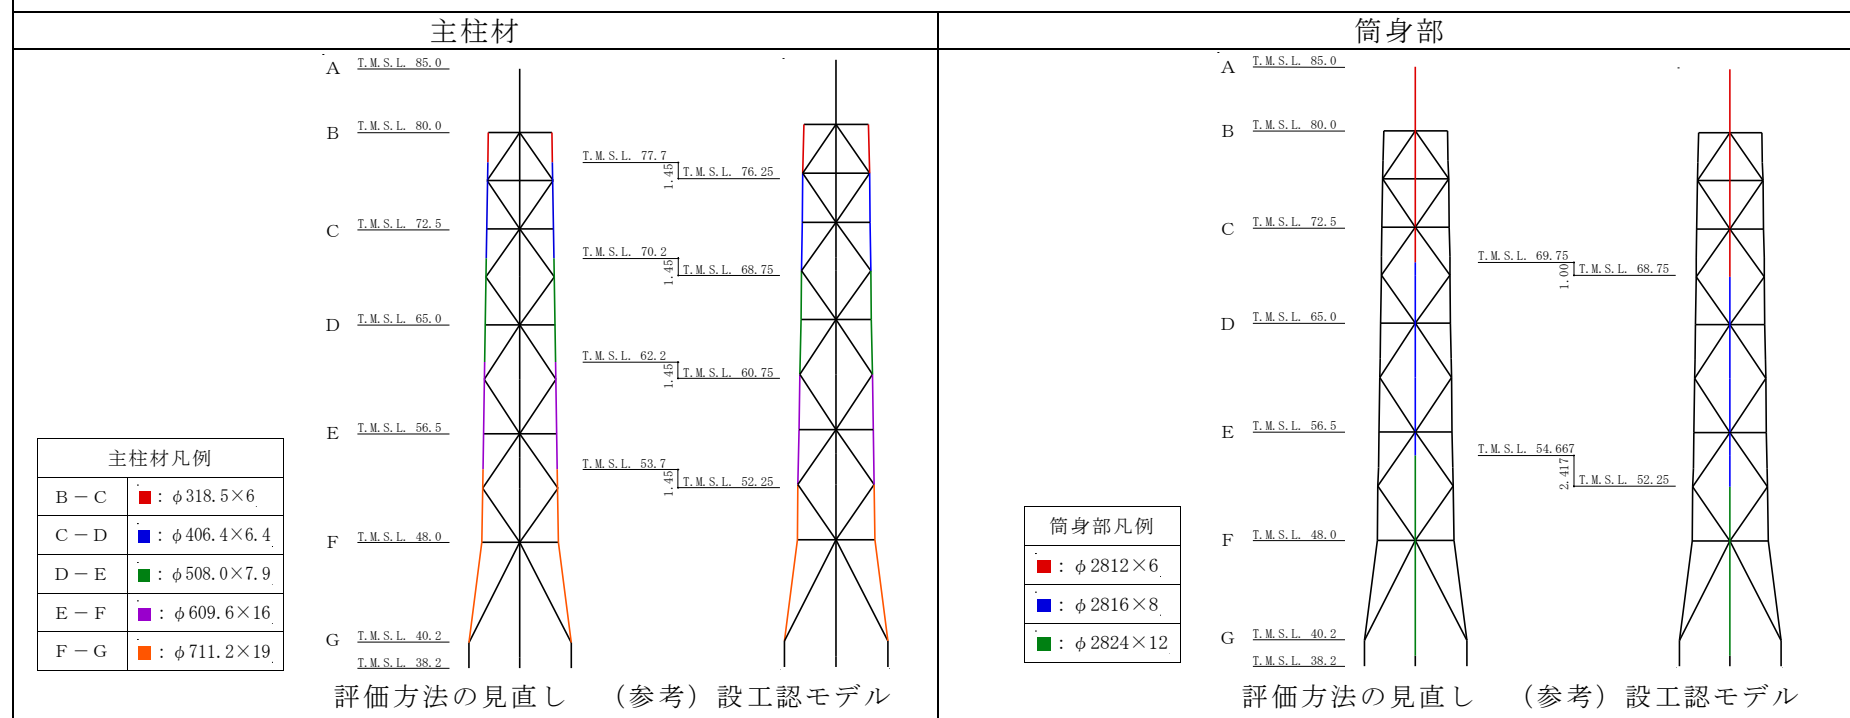 主柱材
A T.M.S.L. 85.0
B T.M.S.L. 80.0
C T.M.S.L. 72.5
D T.M.S.L. 65.0
E T.M.S.L. 56.5
F T.M.S.L. 48.0
G T.M.S.L. 40.2
T.M.S.L. 38.2
T.M.S.L. 77.7
1.45
T.M.S.L. 76.25
T.M.S.L. 70.2
1.45
T.M.S.L. 68.75
T.M.S.L. 62.2
1.45
T.M.S.L. 60.75
T.M.S.L. 53.7
1.45
T.M.S.L. 52.25
主柱材凡例
B－C : φ318.5×6
C－D : φ406.4×6.4
D－E : φ508.0×7.9
E－F : φ609.6×16
F－G : φ711.2×19
評価方法の見直し （参考）設工認モデル
筒身部
A T.M.S.L. 85.0
B T.M.S.L. 80.0
C T.M.S.L. 72.5
D T.M.S.L. 65.0
E T.M.S.L. 56.5
F T.M.S.L. 48.0
G T.M.S.L. 40.2
T.M.S.L. 38.2
T.M.S.L. 69.75
1.00
T.M.S.L. 68.75
T.M.S.L. 54.667
2.417
T.M.S.L. 52.25
筒身部凡例
: φ2812×6
: φ2816×8
: φ2824×12
評価方法の見直し （参考）設工認モデル